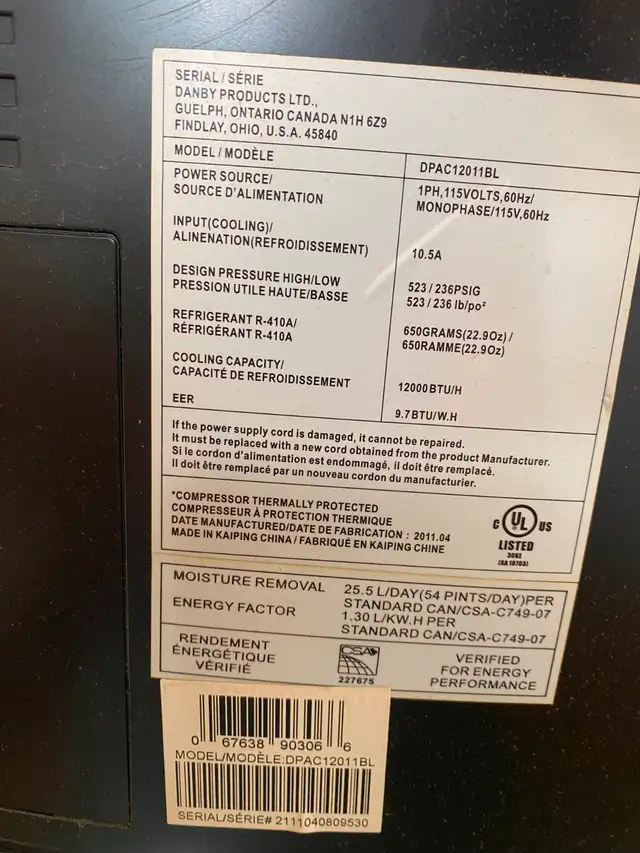 SERIAL / SÉRIE
DANBY PRODUCTS LTD.,
GUELPH, ONTARIO CANADA N1H 6Z9
FINDLAY, OHIO, U.S.A. 45840
MODEL / MODÈLE
DPAC12011BL
POWER SOURCE/
SOURCE D'ALIMENTATION
1PH,115VOLTS,60Hz/
MONOPHASE/115V,60Hz
INPUT(COOLING)/
ALINENATION(REFROIDISSEMENT)
10.5A
DESIGN PRESSURE HIGH/LOW
PRESSION UTILE HAUTE/BASSE
523 / 236PSIG
523 / 236 lb/po²
REFRIGERANT R-410A/
RÉFRIGÉRANT R-410A
650GRAMS(22.9Oz) /
650RAMME(22.9Oz)
COOLING CAPACITY/
CAPACITÉ DE REFROIDISSEMENT
12000BTU/H
EER
9.7BTU/W.H
If the power supply cord is damaged, it cannot be repaired.
It must be replaced with a new cord obtained from the product Manufacturer.
Si le cordon d'alimentation est endommagé, il doit être remplacé.
Il doit être remplacé par un nouveau cordon du manufacturier.
*COMPRESSOR THERMALLY PROTECTED
COMPRESSEUR À PROTECTION THERMIQUE
DATE MANUFACTURED/DATE DE FABRICATION : 2011.04
MADE IN KAIPING CHINA / FABRIQUÉ EN KAIPING CHINE
C UL US
LISTED
30KE
(SA 10703)
MOISTURE REMOVAL
25.5 L/DAY(54 PINTS/DAY)PER
STANDARD CAN/CSA-C749-07
ENERGY FACTOR
1.30 L/KW.H PER
STANDARD CAN/CSA-C749-07
RENDEMENT
ÉNERGÉTIQUE
VÉRIFIÉ
CSA
227675
VERIFIED
FOR ENERGY
PERFORMANCE
0 67638 90306 6
MODEL/MODÈLE:DPAC12011BL
SERIAL/SÉRIE# 2111040809530